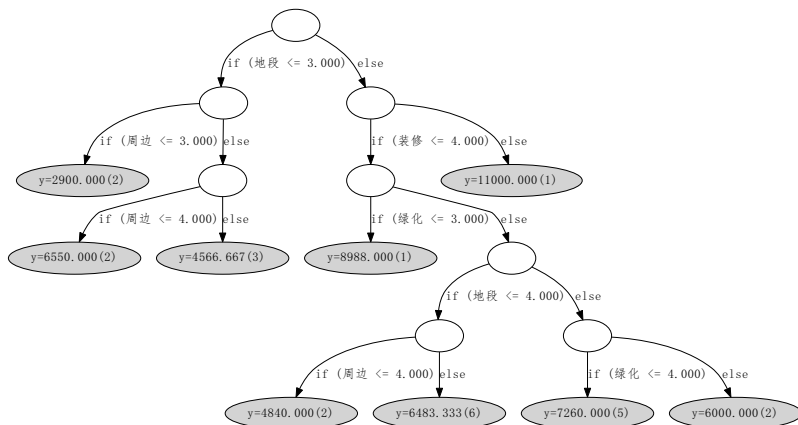 if (地段 <= 3.000) else
if (周边 <= 3.000) else
if (装修 <= 4.000) else
y=2900.000(2)
y=11000.000(1)
if (周边 <= 4.000) else
if (绿化 <= 3.000) else
y=6550.000(2)
y=4566.667(3)
y=8988.000(1)
if (地段 <= 4.000) else
if (周边 <= 4.000) else
if (绿化 <= 4.000) else
y=4840.000(2)
y=6483.333(6)
y=7260.000(5)
y=6000.000(2)